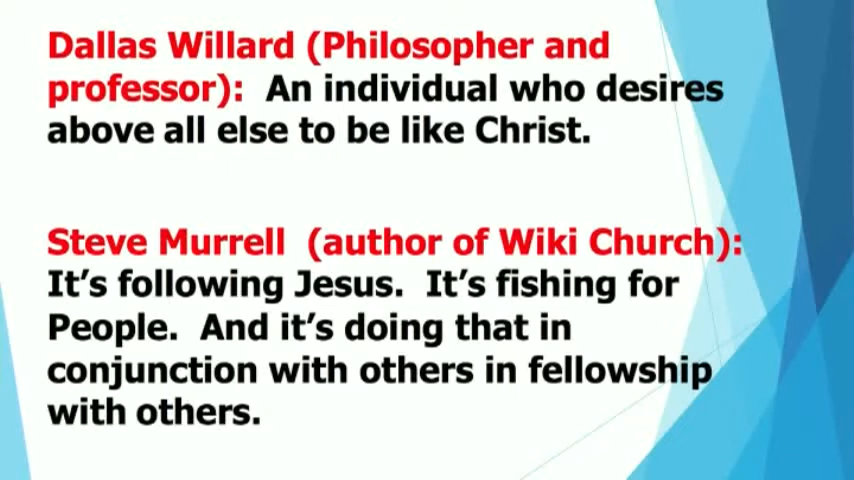 Dallas Willard (Philosopher and
professor):  An individual who desires
above all else to be like Christ.
Steve Murrell  (author of Wiki Church):
It’s following Jesus.  It’s fishing for
People.  And it’s doing that in
conjunction with others in fellowship
with others.